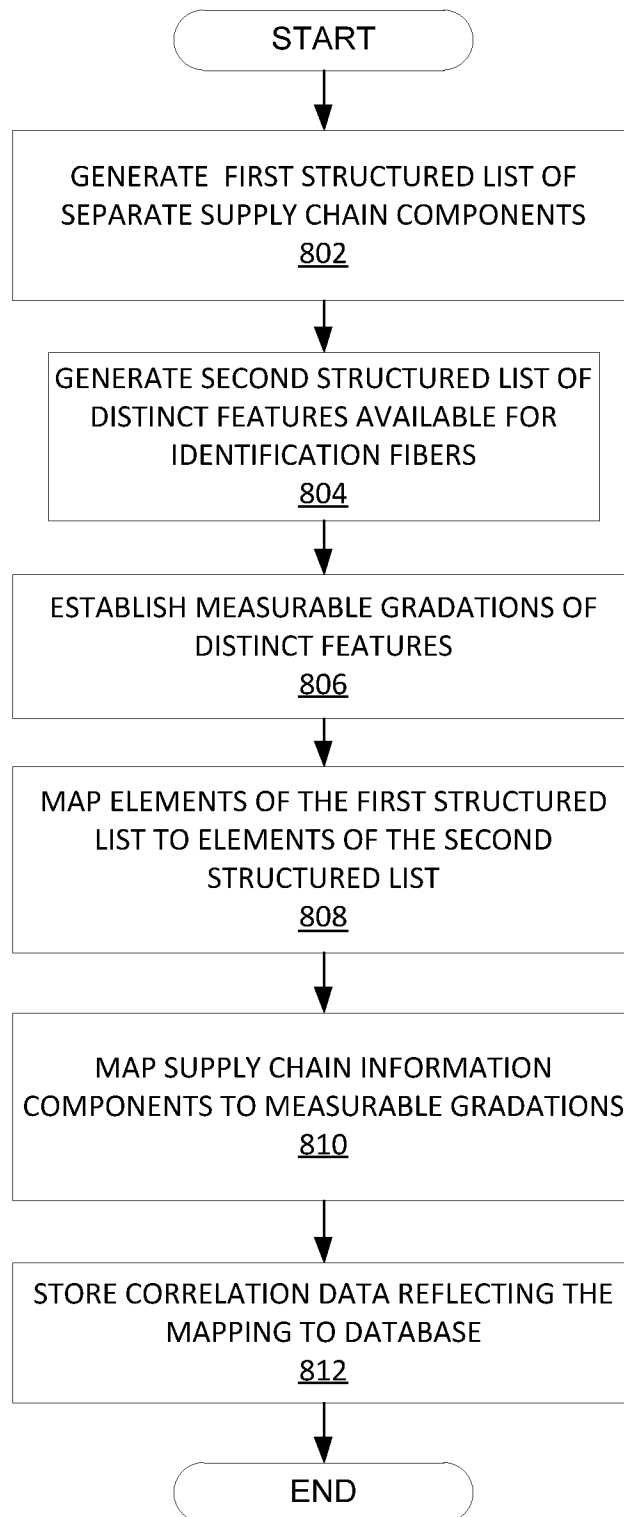 START
GENERATE FIRST STRUCTURED LIST OF
SEPARATE SUPPLY CHAIN COMPONENTS
802
GENERATE SECOND STRUCTURED LIST OF
DISTINCT FEATURES AVAILABLE FOR
IDENTIFICATION FIBERS
804
ESTABLISH MEASURABLE GRADATIONS OF
DISTINCT FEATURES
806
MAP ELEMENTS OF THE FIRST STRUCTURED
LIST TO ELEMENTS OF THE SECOND
STRUCTURED LIST
808
MAP SUPPLY CHAIN INFORMATION
COMPONENTS TO MEASURABLE GRADATIONS
810
STORE CORRELATION DATA REFLECTING THE
MAPPING TO DATABASE
812
END